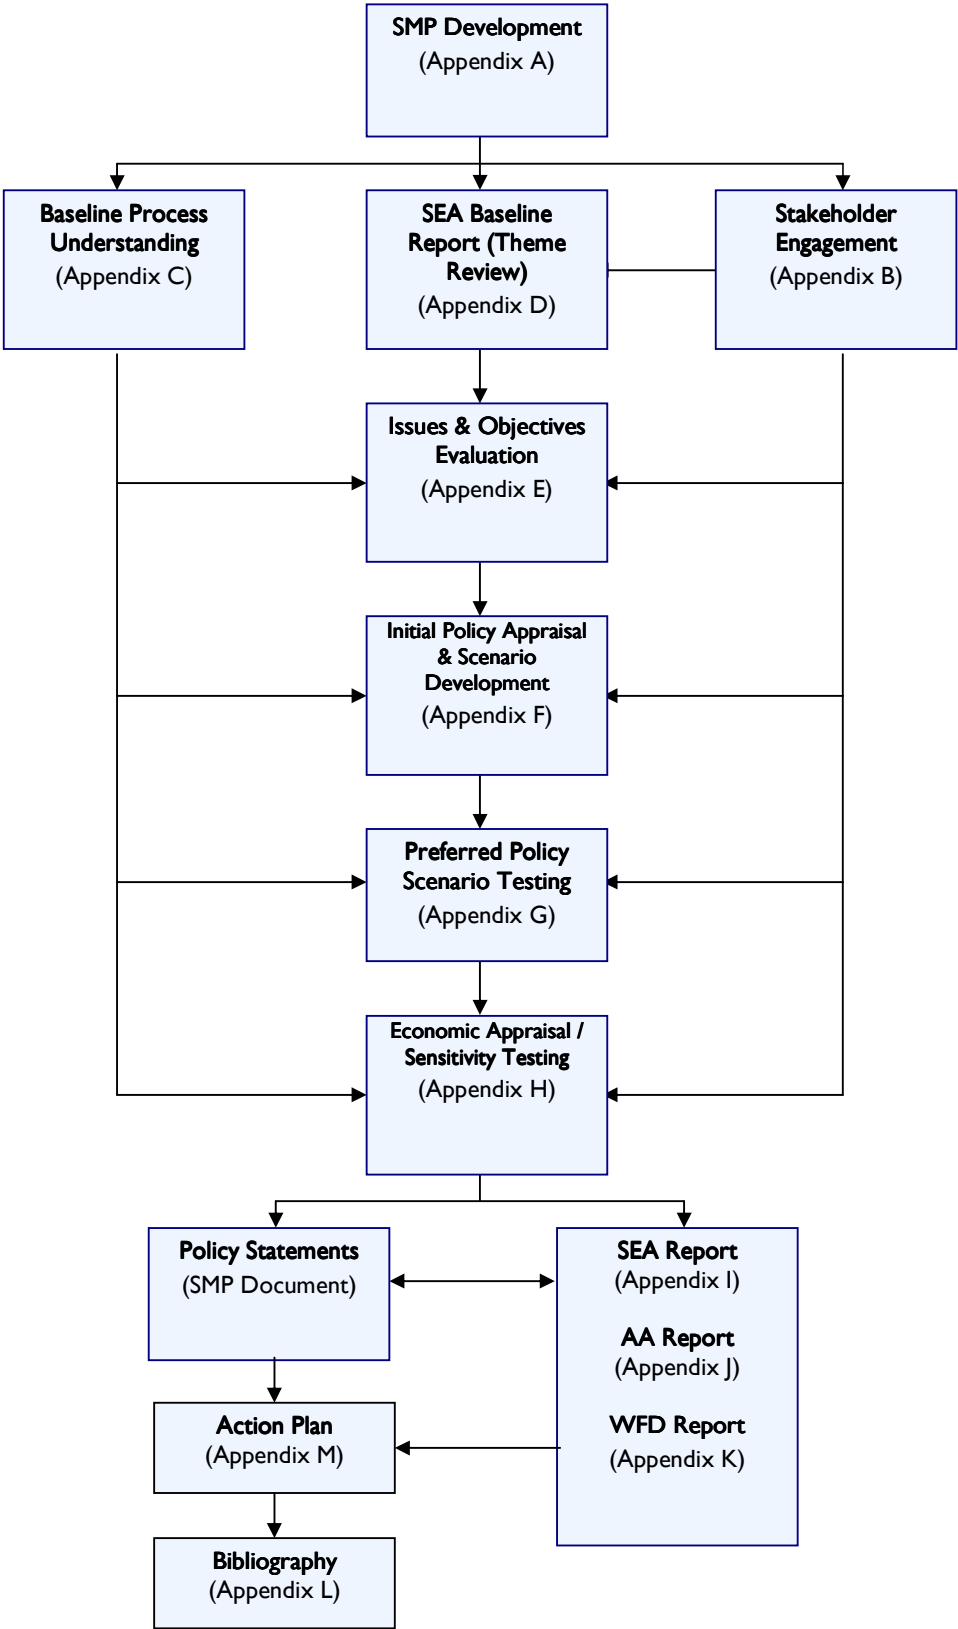 SMP Development
(Appendix A)
Baseline Process
Understanding
(Appendix C)
SEA Baseline
Report (Theme
Review)
(Appendix D)
Stakeholder
Engagement
(Appendix B)
Issues & Objectives
Evaluation
(Appendix E)
Initial Policy Appraisal
& Scenario
Development
(Appendix F)
Preferred Policy
Scenario Testing
(Appendix G)
Economic Appraisal /
Sensitivity Testing
(Appendix H)
Policy Statements
(SMP Document)
SEA Report
(Appendix I)
AA Report
(Appendix J)
WFD Report
(Appendix K)
Action Plan
(Appendix M)
Bibliography
(Appendix L)